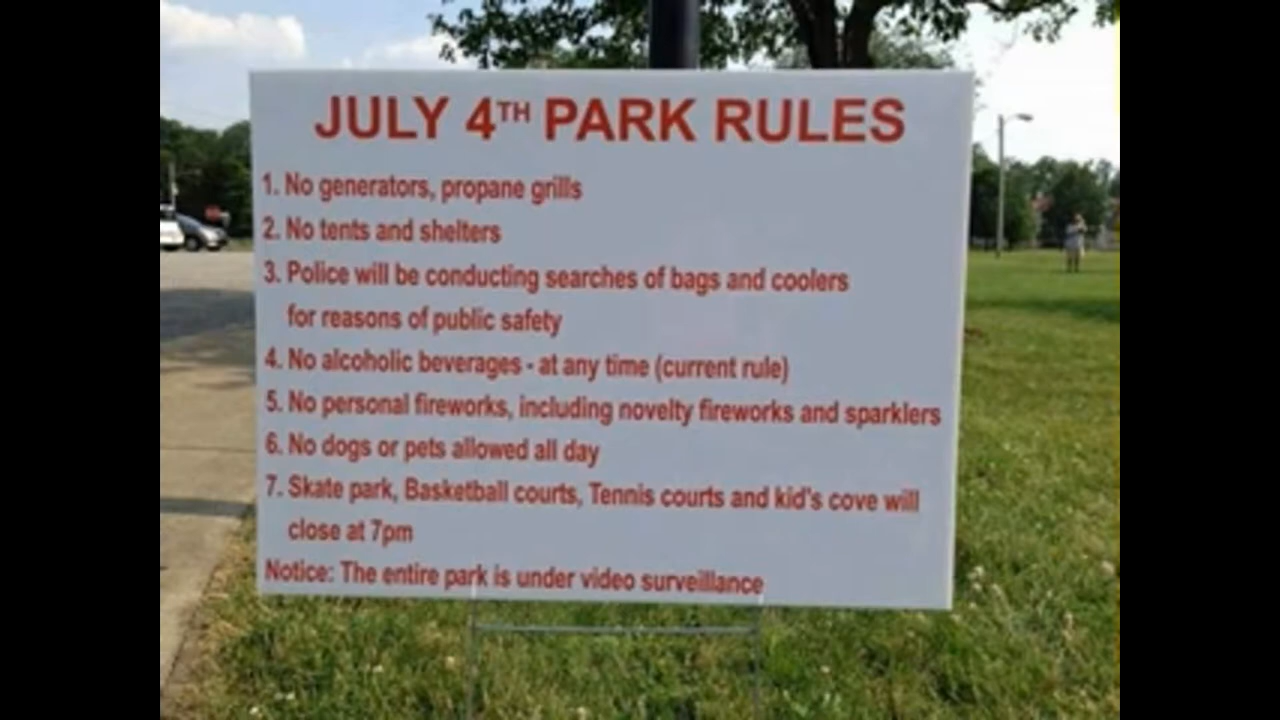 JULY 4TH PARK RULES
1. No generators, propane grills
2. No tents and shelters
3. Police will be conducting searches of bags and coolers
for reasons of public safety
4. No alcoholic beverages - at any time (current rule)
5. No personal fireworks, including novelty fireworks and sparklers
6. No dogs or pets allowed all day
7. Skate park, Basketball courts, Tennis courts and kid's cove will
close at 7pm
Notice: The entire park is under video surveillance